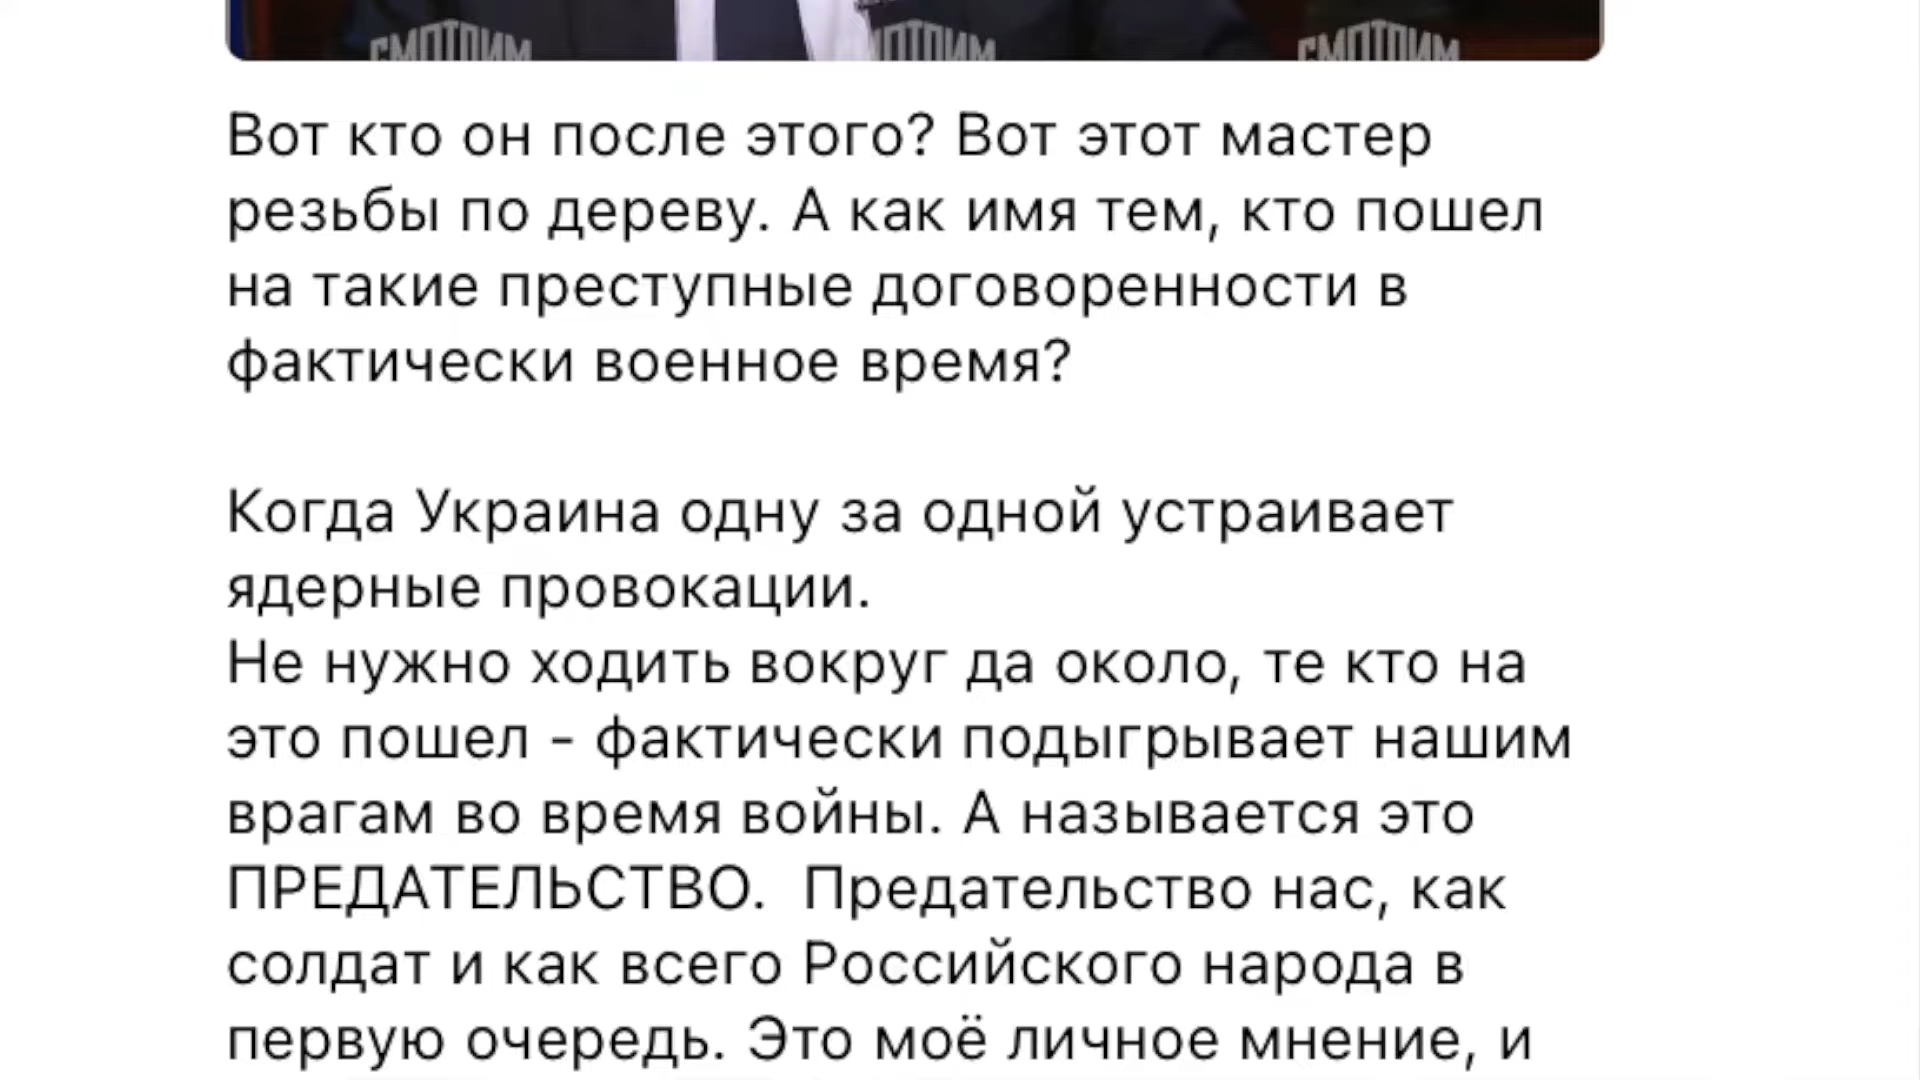 СМОТРИМ СМОТРИМ СМОТРИМ
Вот кто он после этого? Вот этот мастер
резьбы по дереву. А как имя тем, кто пошел
на такие преступные договоренности в
фактически военное время?
Когда Украина одну за одной устраивает
ядерные провокации.
Не нужно ходить вокруг да около, те кто на
это пошел - фактически подыгрывает нашим
врагам во время войны. А называется это
ПРЕДАТЕЛЬСТВО. Предательство нас, как
солдат и как всего Российского народа в
первую очередь. Это моё личное мнение, и